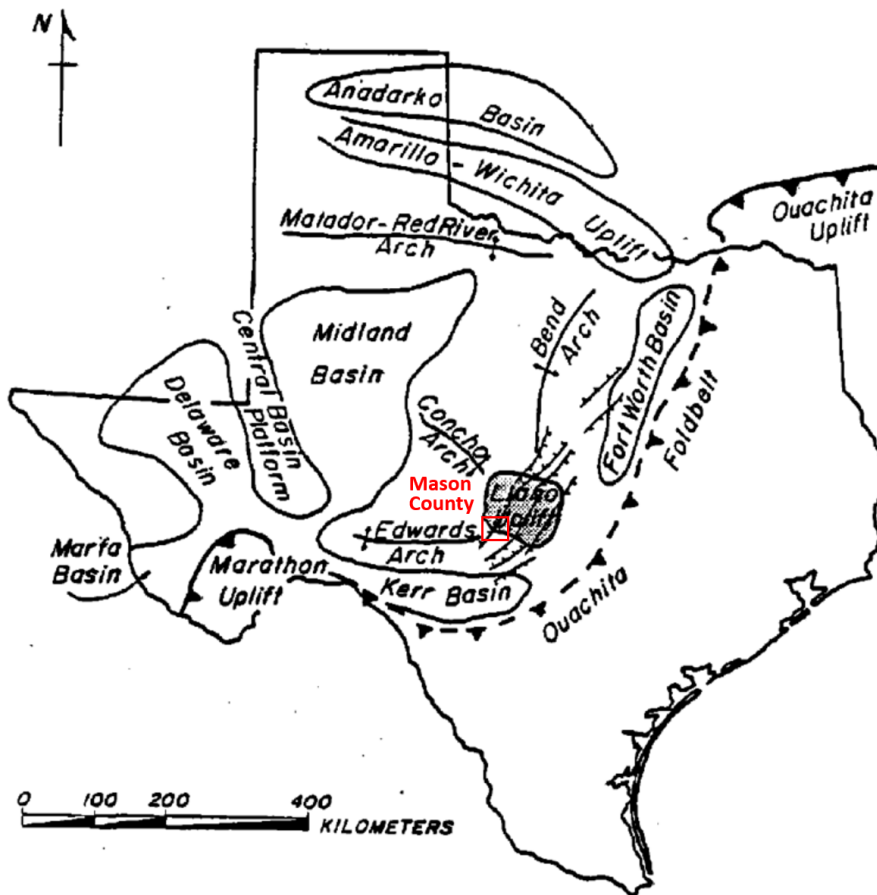 N
Anadarko
Basin
Amarillo - Wichita
Uplift
Ouachita
Uplift
Matador-Red River
Arch
Midland
Basin
Central Basin
Platform
Delaware
Basin
Bend
Arch
Fort Worth Basin
Foldbelt
Concho
Arch
Mason
County
Llano
Uplift
Edwards
Arch
Marfa
Basin
Marathon
Uplift
Kerr Basin
Ouachita
0 100 200 400
KILOMETERS